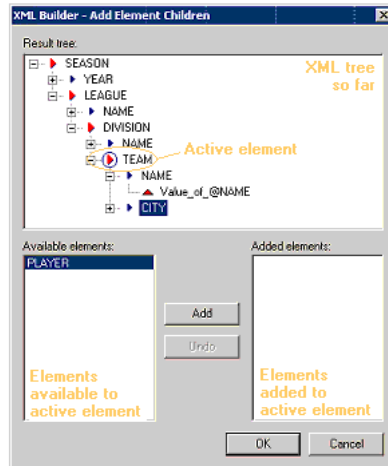 XML Builder - Add Element Children
Result tree:
SEASON
XML tree
so far
YEAR
LEAGUE
NAME
DIVISION
NAME
Active element
TEAM
NAME
Value_of_@NAME
CITY
Available elements:
Added elements:
PLAYER
Add
Undo
Elements
available to
active element
Elements
added to
active element
OK
Cancel